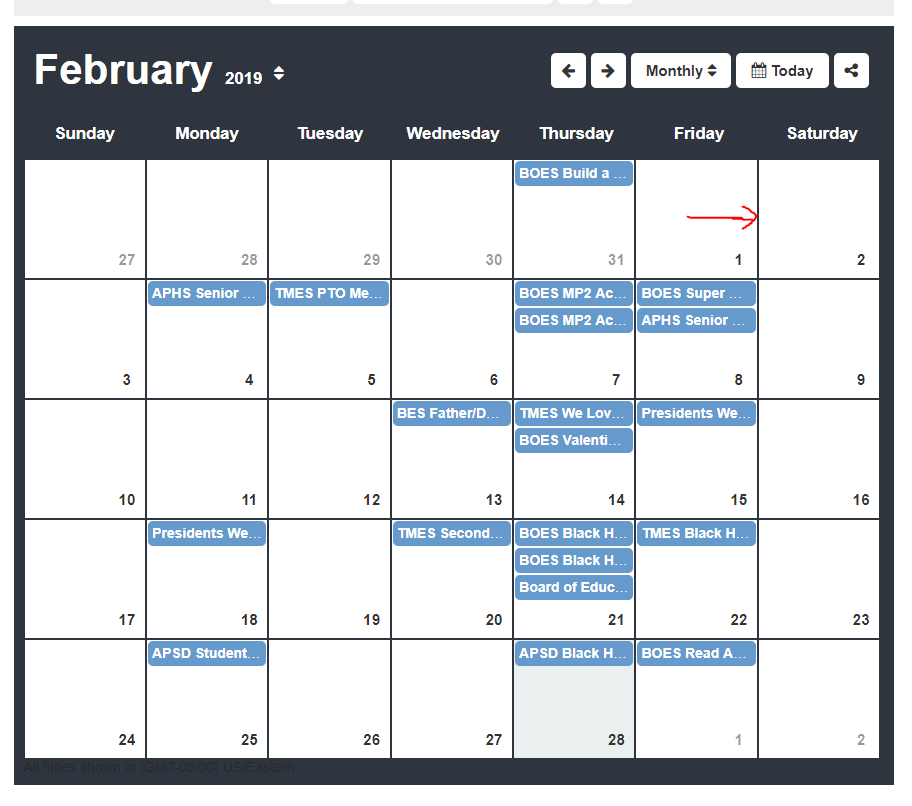 February 2019
Monthly Today
Sunday Monday Tuesday Wednesday Thursday Friday Saturday
BOES Build a ...
27 28 29 30 31 1 2
APHS Senior ... TMES PTO Me... BOES MP2 Ac... BOES Super ...
BOES MP2 Ac... APHS Senior ...
3 4 5 6 7 8 9
BES Father/D... TMES We Lov... Presidents We...
BOES Valenti...
10 11 12 13 14 15 16
Presidents We... TMES Second... BOES Black H... TMES Black H...
BOES Black H...
Board of Educ...
17 18 19 20 21 22 23
APSD Student... APSD Black H... BOES Read A...
24 25 26 27 28 1 2
All times shown in (GMT-05:00) US/Eastern